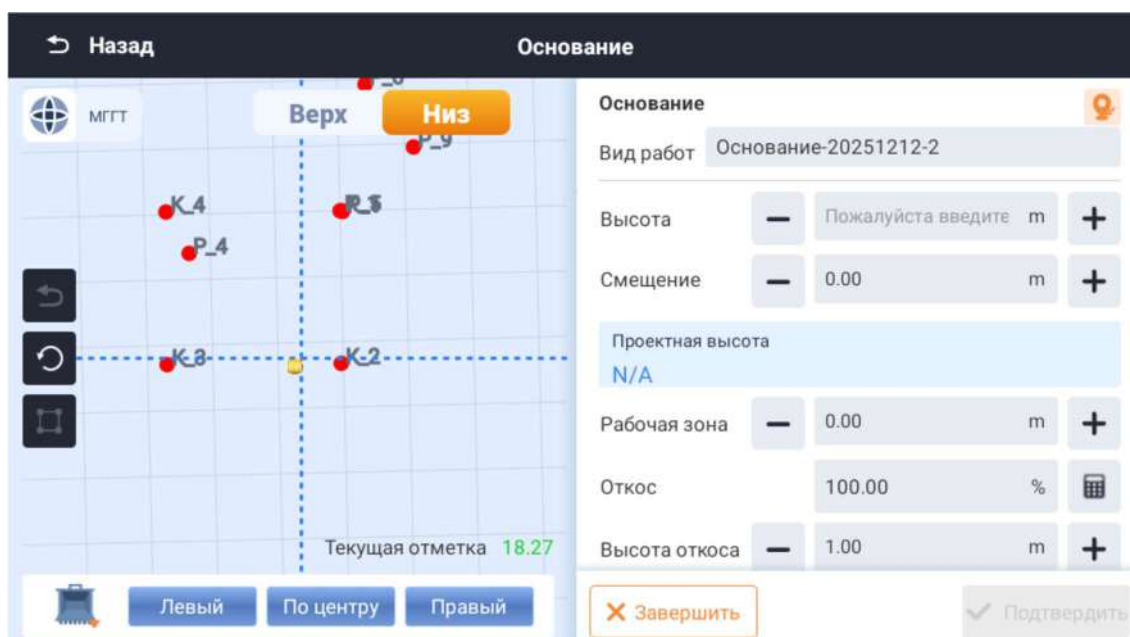 Назад
Основание
МГГТ
Верх
Низ
P_9
K_4
P_4
K_3
K_2
Текущая отметка 18.27
Левый
По центру
Правый
Основание
Вид работ Основание-20251212-2
Высота Пожалуйста введите m
Смещение 0.00 m
Проектная высота
N/A
Рабочая зона 0.00 m
Откос 100.00 %
Высота откоса 1.00 m
Завершить
Подтвердить